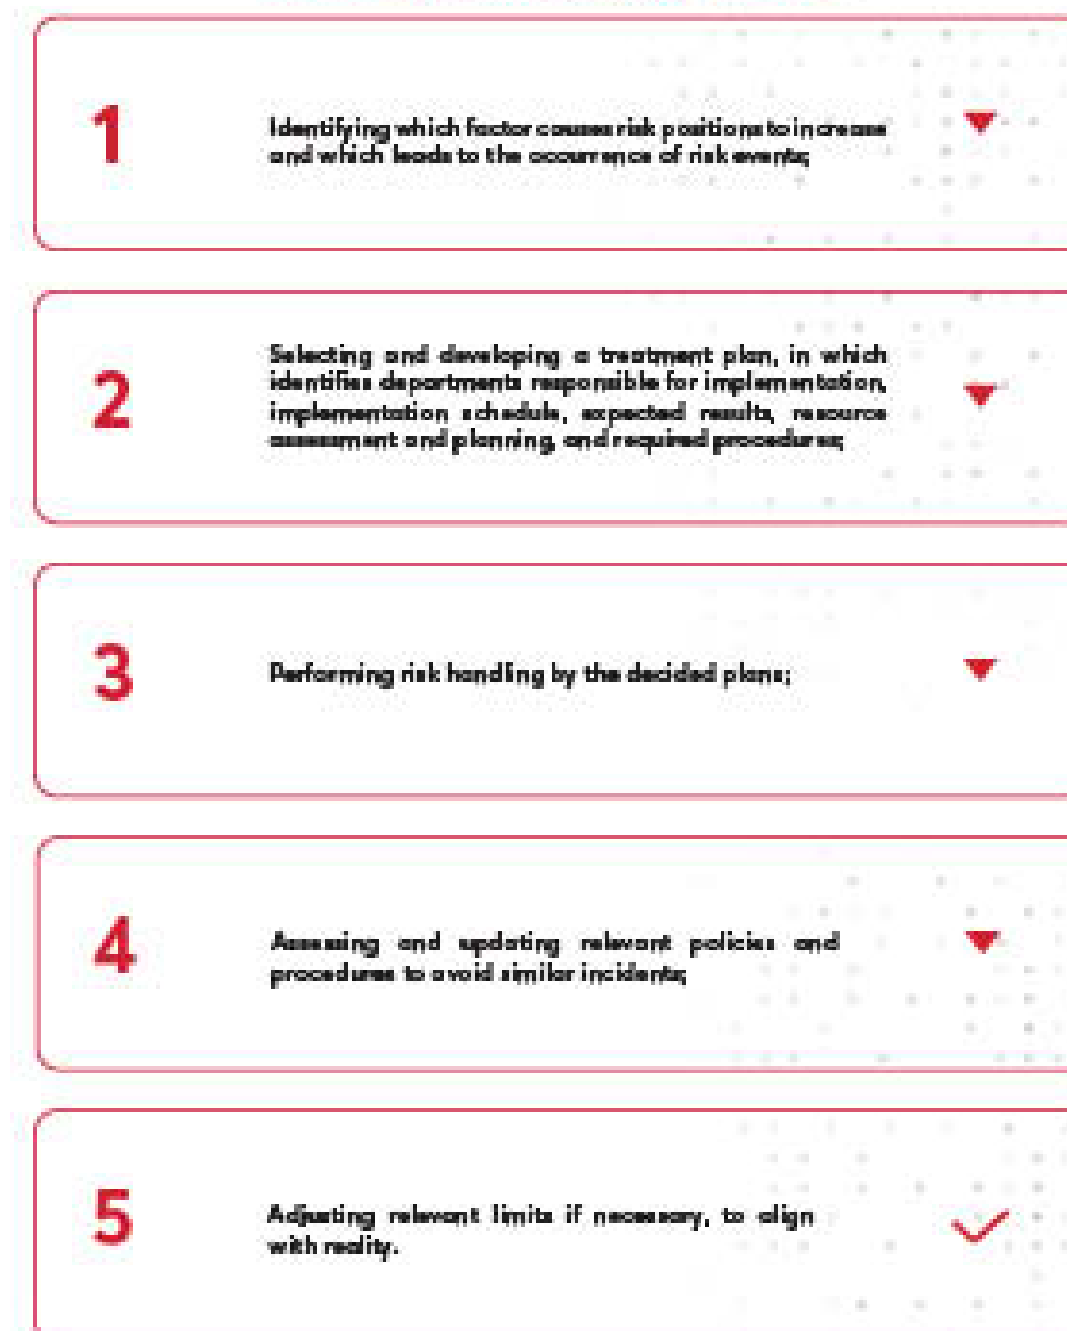 1
Identifying which factor causes risk positions to increase
and which leads to the occurrence of risk events;
2
Selecting and developing a treatment plan, in which
identifies departments responsible for implementation,
implementation schedule, expected results, resource
assessment and planning, and required procedures;
3
Performing risk handling by the decided plans;
4
Assessing and updating relevant policies and
procedures to avoid similar incidents;
5
Adjusting relevant limits if necessary, to align
with reality.